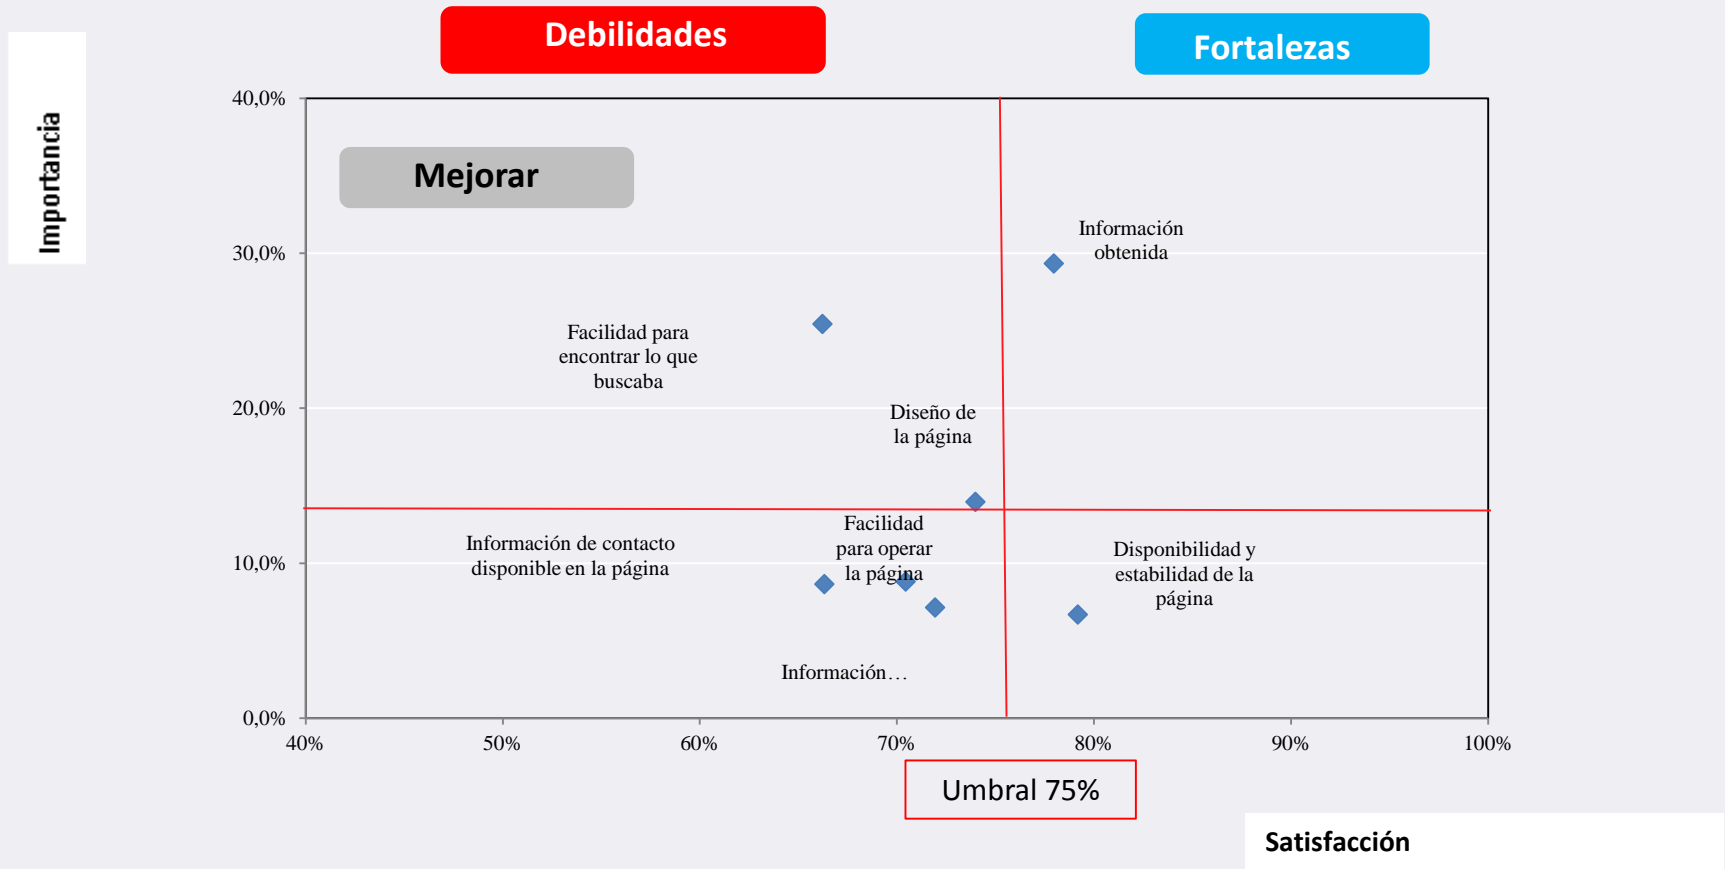 Debilidades
Fortalezas
Importancia
40,0%
Mejorar
Información
obtenida
30,0%
Facilidad para
encontrar lo que
buscaba
20,0%
Diseño de
la página
Facilidad
para operar
la página
Información de contacto
disponible en la página
Disponibilidad y
estabilidad de la
página
10,0%
Información…
0,0%
40%
50%
60%
70%
80%
90%
100%
Umbral 75%
Satisfacción